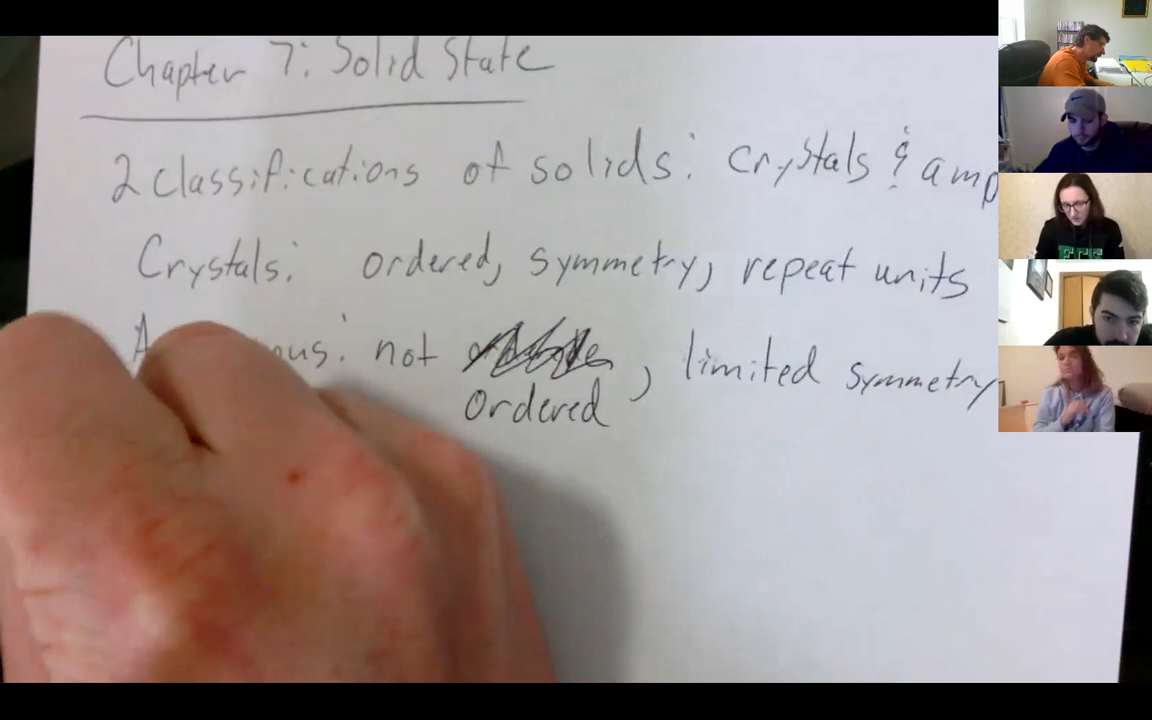 Chapter 7: Solid State
2 classifications of solids: crystals & amp
Crystals: ordered, symmetry, repeat units
not , limited symmetry
ordered